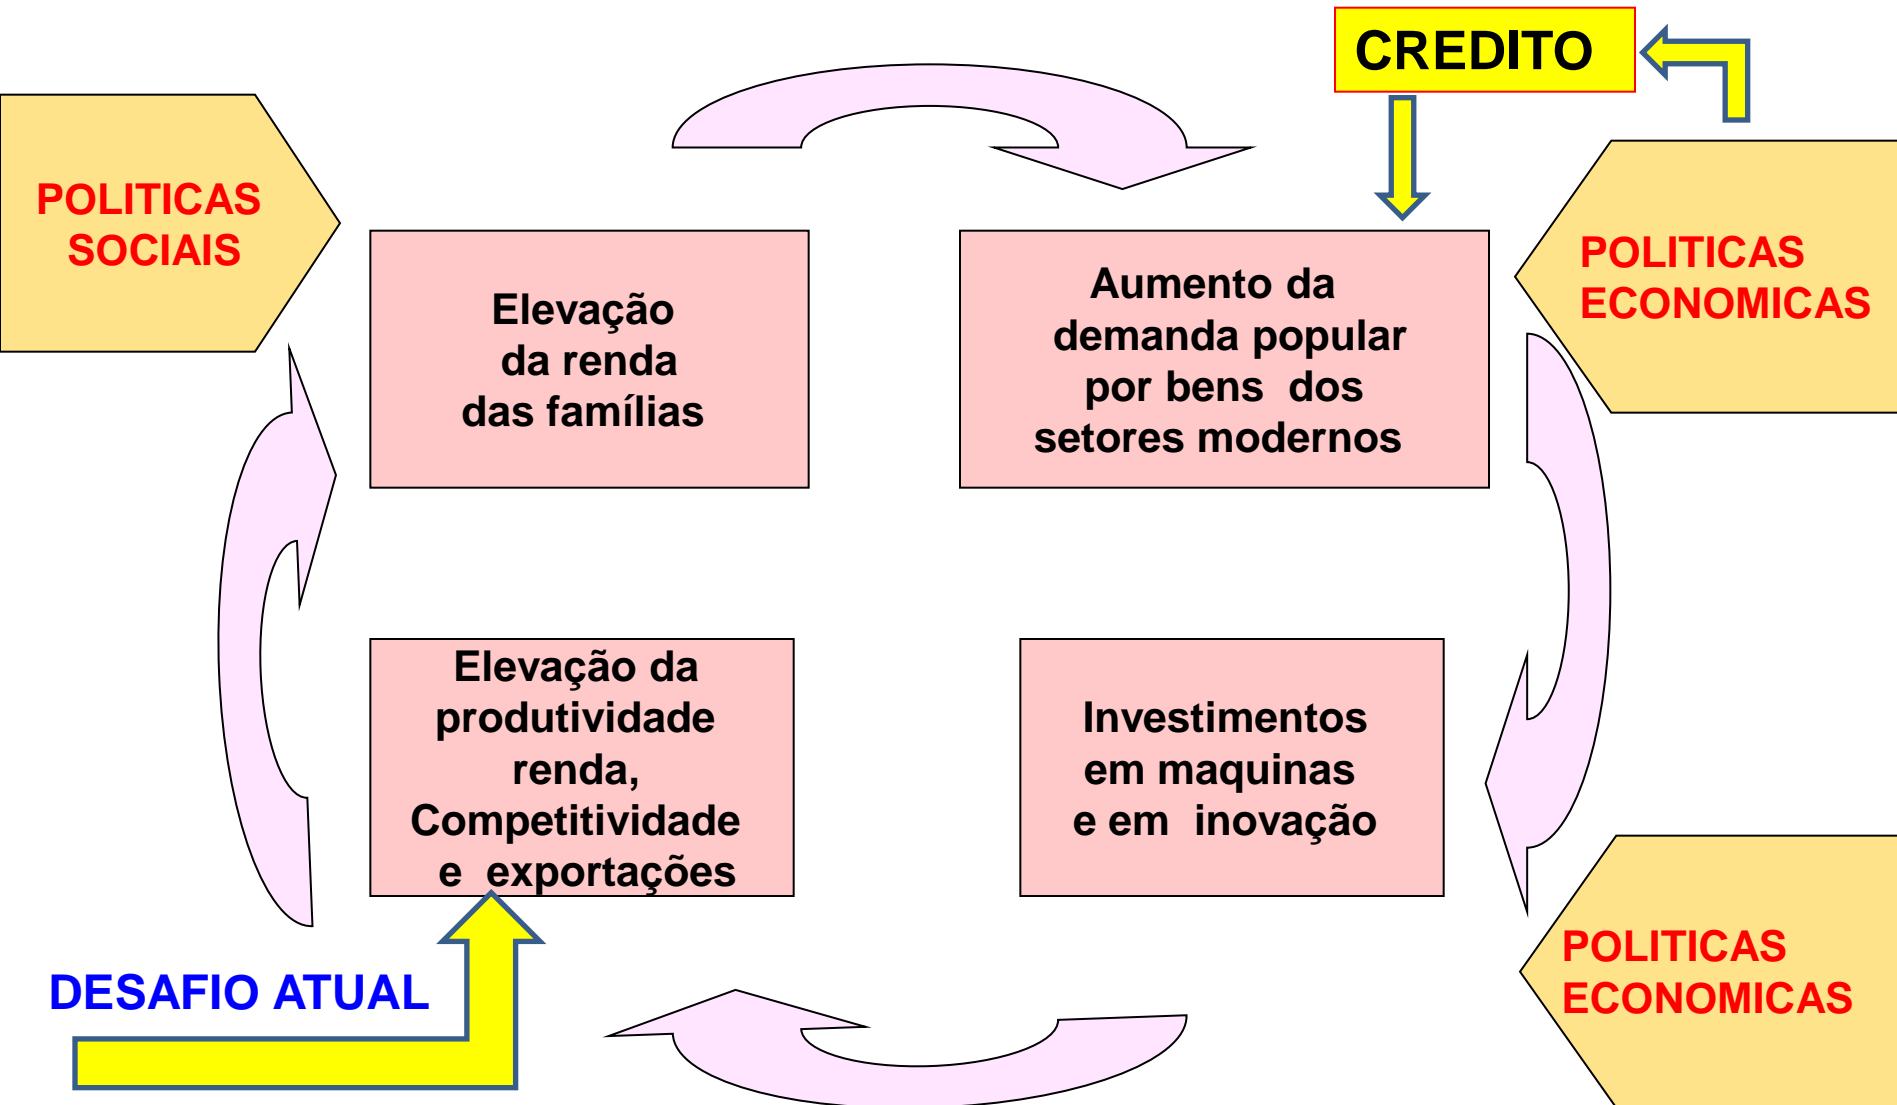 CREDITO
POLITICAS
SOCIAIS
POLITICAS
ECONOMICAS
Elevação
da renda
das famílias
Aumento da
demanda popular
por bens dos
setores modernos
Elevação da
produtividade
renda,
Competitividade
e exportações
Investimentos
em maquinas
e em inovação
DESAFIO ATUAL
POLITICAS
ECONOMICAS